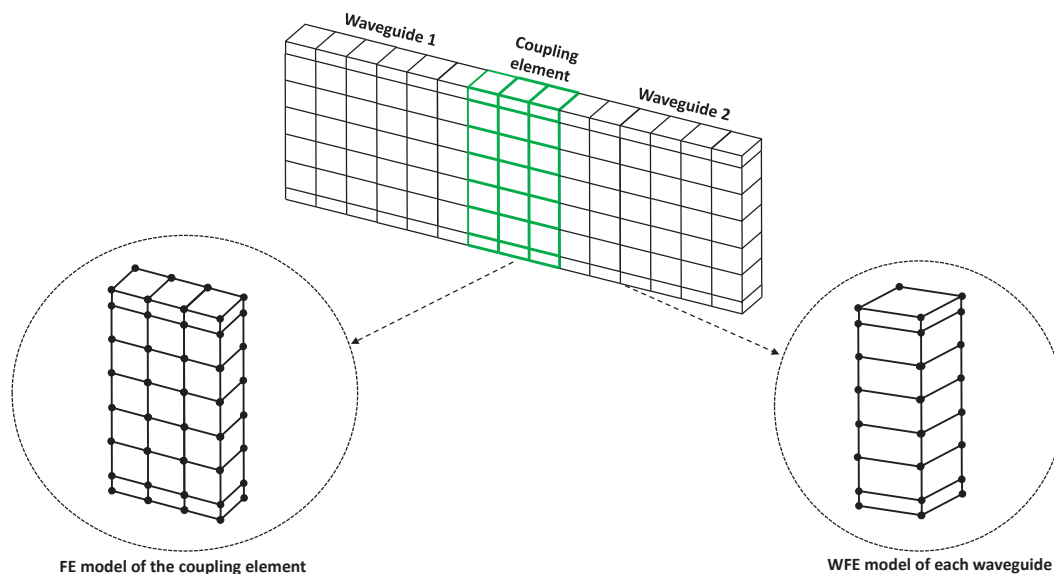 Waveguide 1
Coupling
element
Waveguide 2
FE model of the coupling element
WFE model of each waveguide